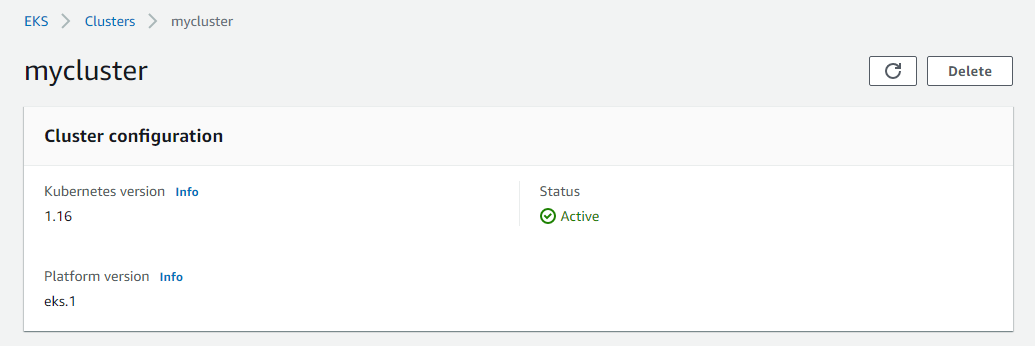 EKS > Clusters > mycluster
mycluster
Delete
Cluster configuration
Kubernetes version Info
Status
1.16
Active
Platform version Info
eks.1